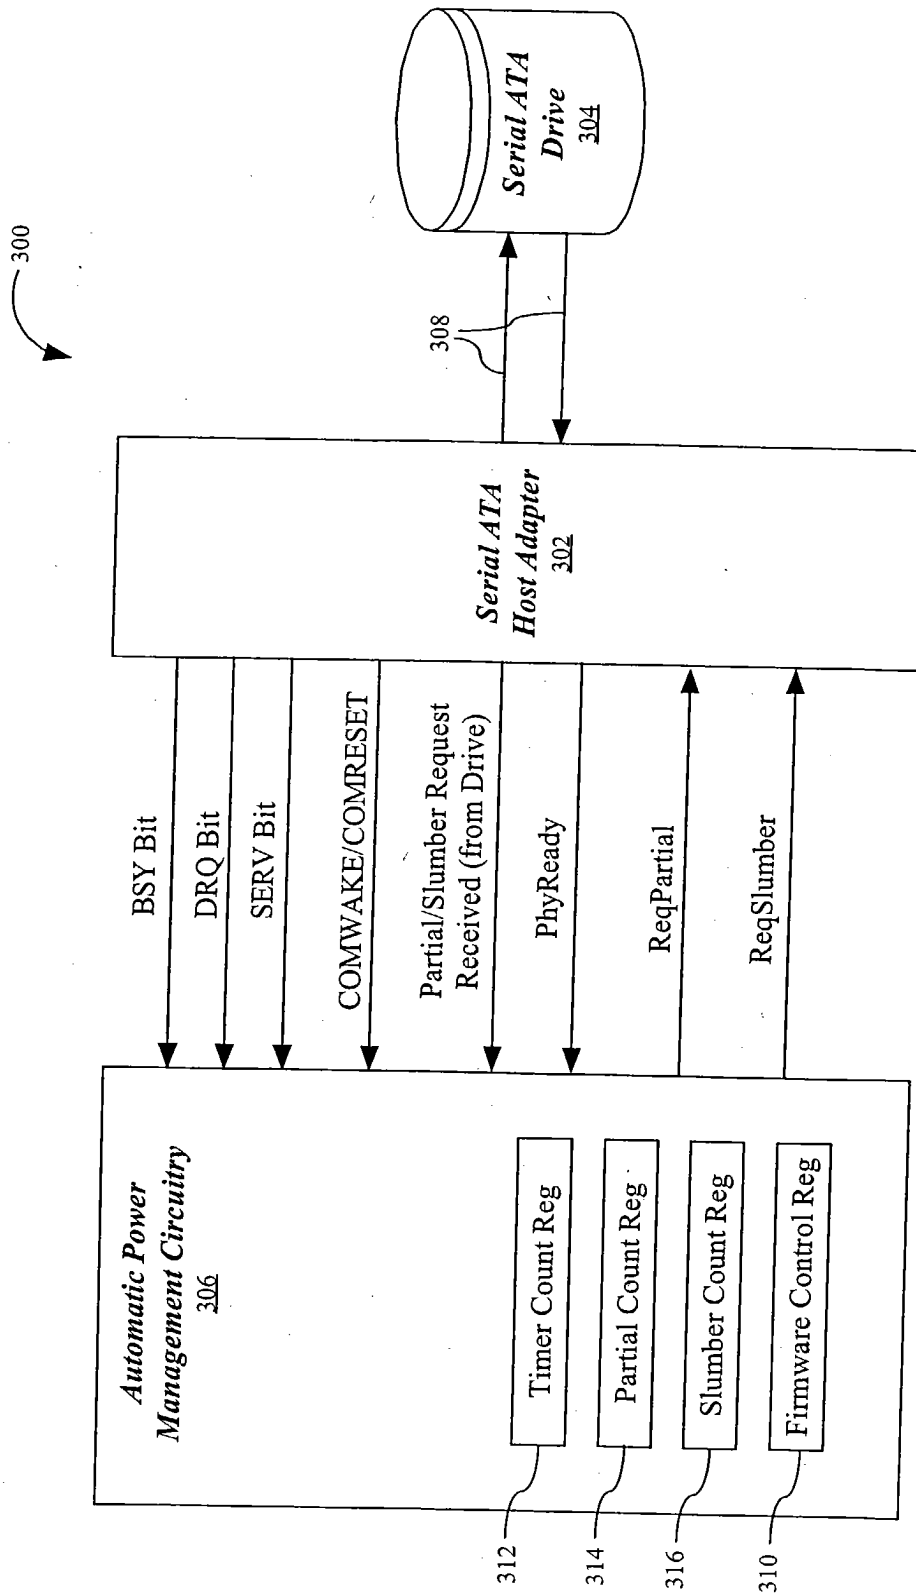 300
Automatic Power
Management Circuitry
306
Timer Count Reg
Partial Count Reg
Slumber Count Reg
Firmware Control Reg
312
314
316
310
BSY Bit
DRQ Bit
SERV Bit
COMWAKE/COMRESET
Partial/Slumber Request
Received (from Drive)
PhyReady
ReqPartial
ReqSlumber
Serial ATA
Host Adapter
302
308
Serial ATA
Drive
304